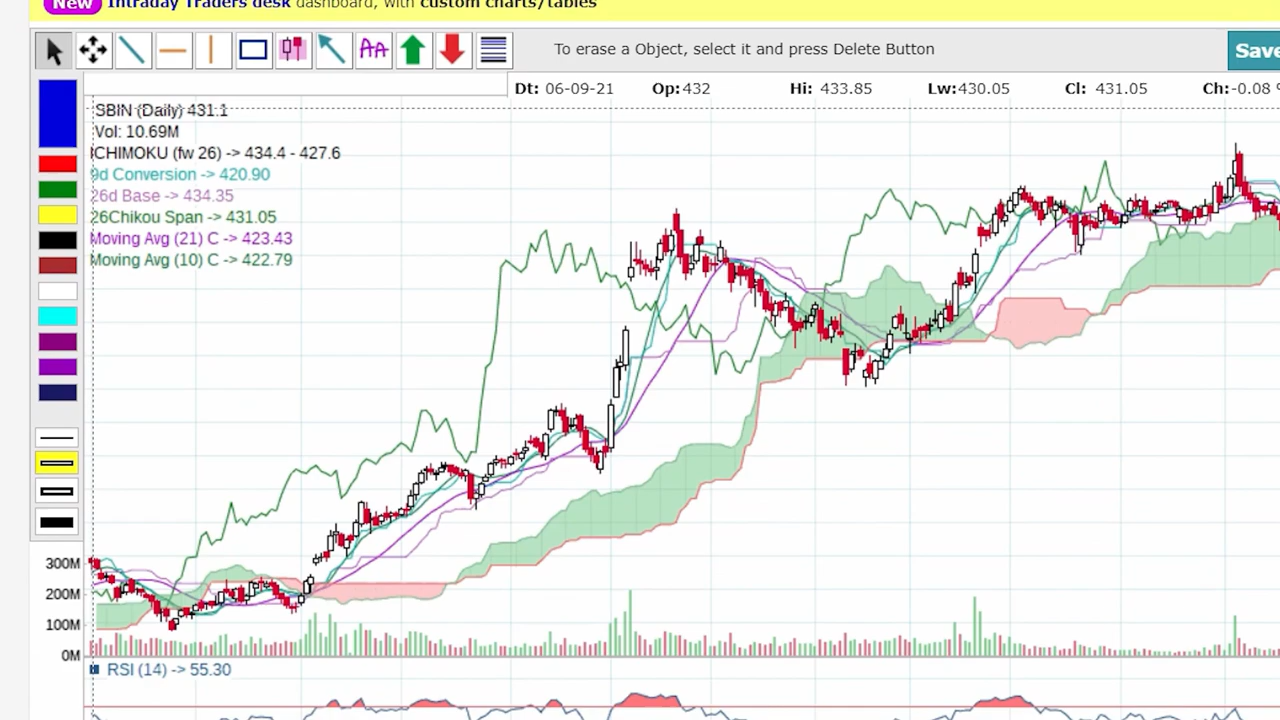 New Intraday Traders desk dashboard, with custom charts/tables
AA To erase a Object, select it and press Delete Button Save
Dt: 06-09-21 Op:432 Hi: 433.85 Lw:430.05 Cl: 431.05 Ch:-0.08 %
SBIN (Daily) 431.1
Vol: 10.69M
ICHIMOKU (fw 26) -> 434.4 - 427.6
9d Conversion -> 420.90
26d Base -> 434.35
26Chikou Span -> 431.05
Moving Avg (21) C -> 423.43
Moving Avg (10) C -> 422.79
300M
200M
100M
0M
RSI (14) -> 55.30